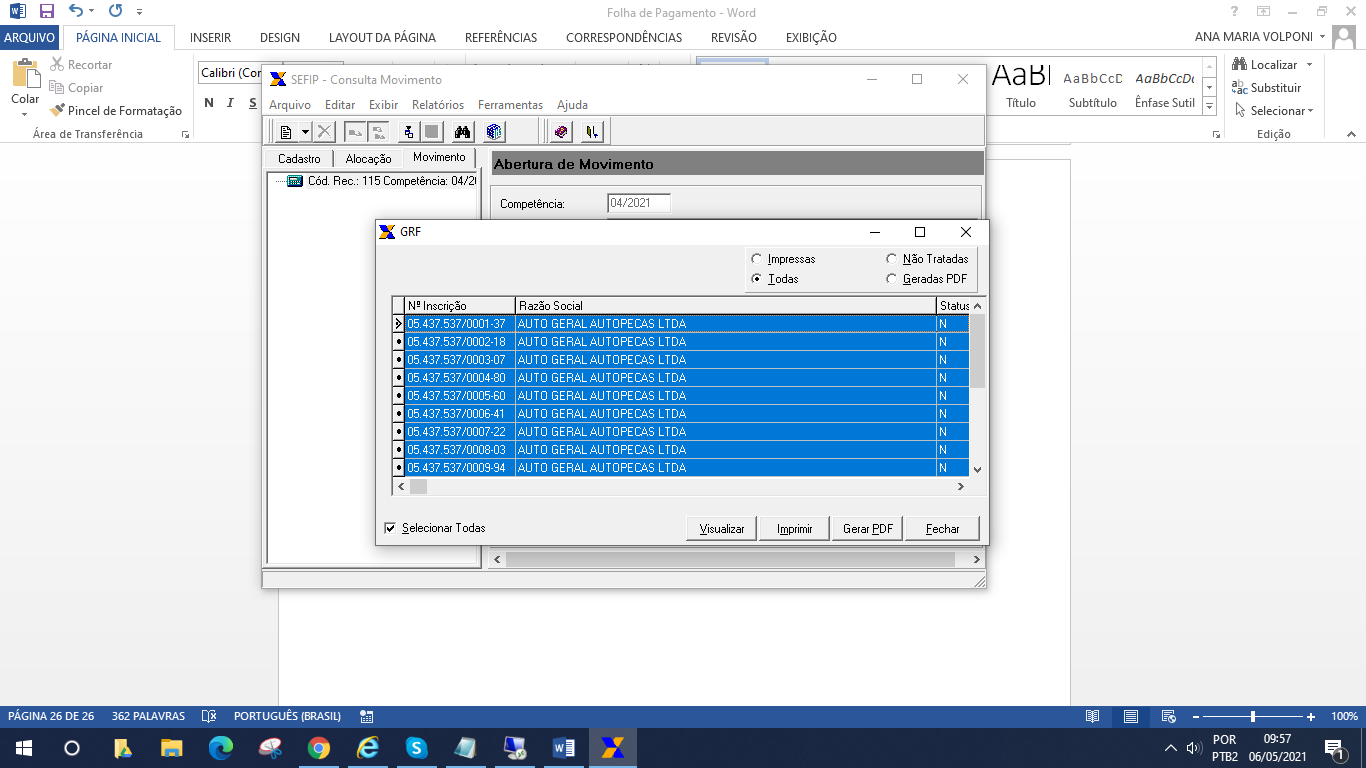 Folha de Pagamento - Word
ARQUIVO PÁGINA INICIAL INSERIR DESIGN LAYOUT DA PÁGINA REFERÊNCIAS CORRESPONDÊNCIAS REVISÃO EXIBIÇÃO ANA MARIA VOLPONI
Colar
Recortar
Copiar
Pincel de Formatação
Área de Transferência
Calibri (Cor
N I S
AaBl AaBbCcD AaBbCcDc
Título Subtítulo Ênfase Sutil
Localizar
Substituir
Selecionar
Edição
SEFIP - Consulta Movimento
Arquivo Editar Exibir Relatórios Ferramentas Ajuda
Cadastro Alocação Movimento
Cód. Rec.: 115 Competência: 04/20
Abertura de Movimento
Competência: 04/2021
GRF
Impressas Não Tratadas
Todas Geradas PDF
Nº Inscrição Razão Social Status
05.437.537/0001-37 AUTO GERAL AUTOPECAS LTDA N
05.437.537/0002-18 AUTO GERAL AUTOPECAS LTDA N
05.437.537/0003-07 AUTO GERAL AUTOPECAS LTDA N
05.437.537/0004-80 AUTO GERAL AUTOPECAS LTDA N
05.437.537/0005-60 AUTO GERAL AUTOPECAS LTDA N
05.437.537/0006-41 AUTO GERAL AUTOPECAS LTDA N
05.437.537/0007-22 AUTO GERAL AUTOPECAS LTDA N
05.437.537/0008-03 AUTO GERAL AUTOPECAS LTDA N
05.437.537/0009-94 AUTO GERAL AUTOPECAS LTDA N
Selecionar Todas Visualizar Imprimir Gerar PDF Fechar
PÁGINA 26 DE 26 362 PALAVRAS PORTUGUÊS (BRASIL) 100%
POR 09:57
PTB2 06/05/2021 1